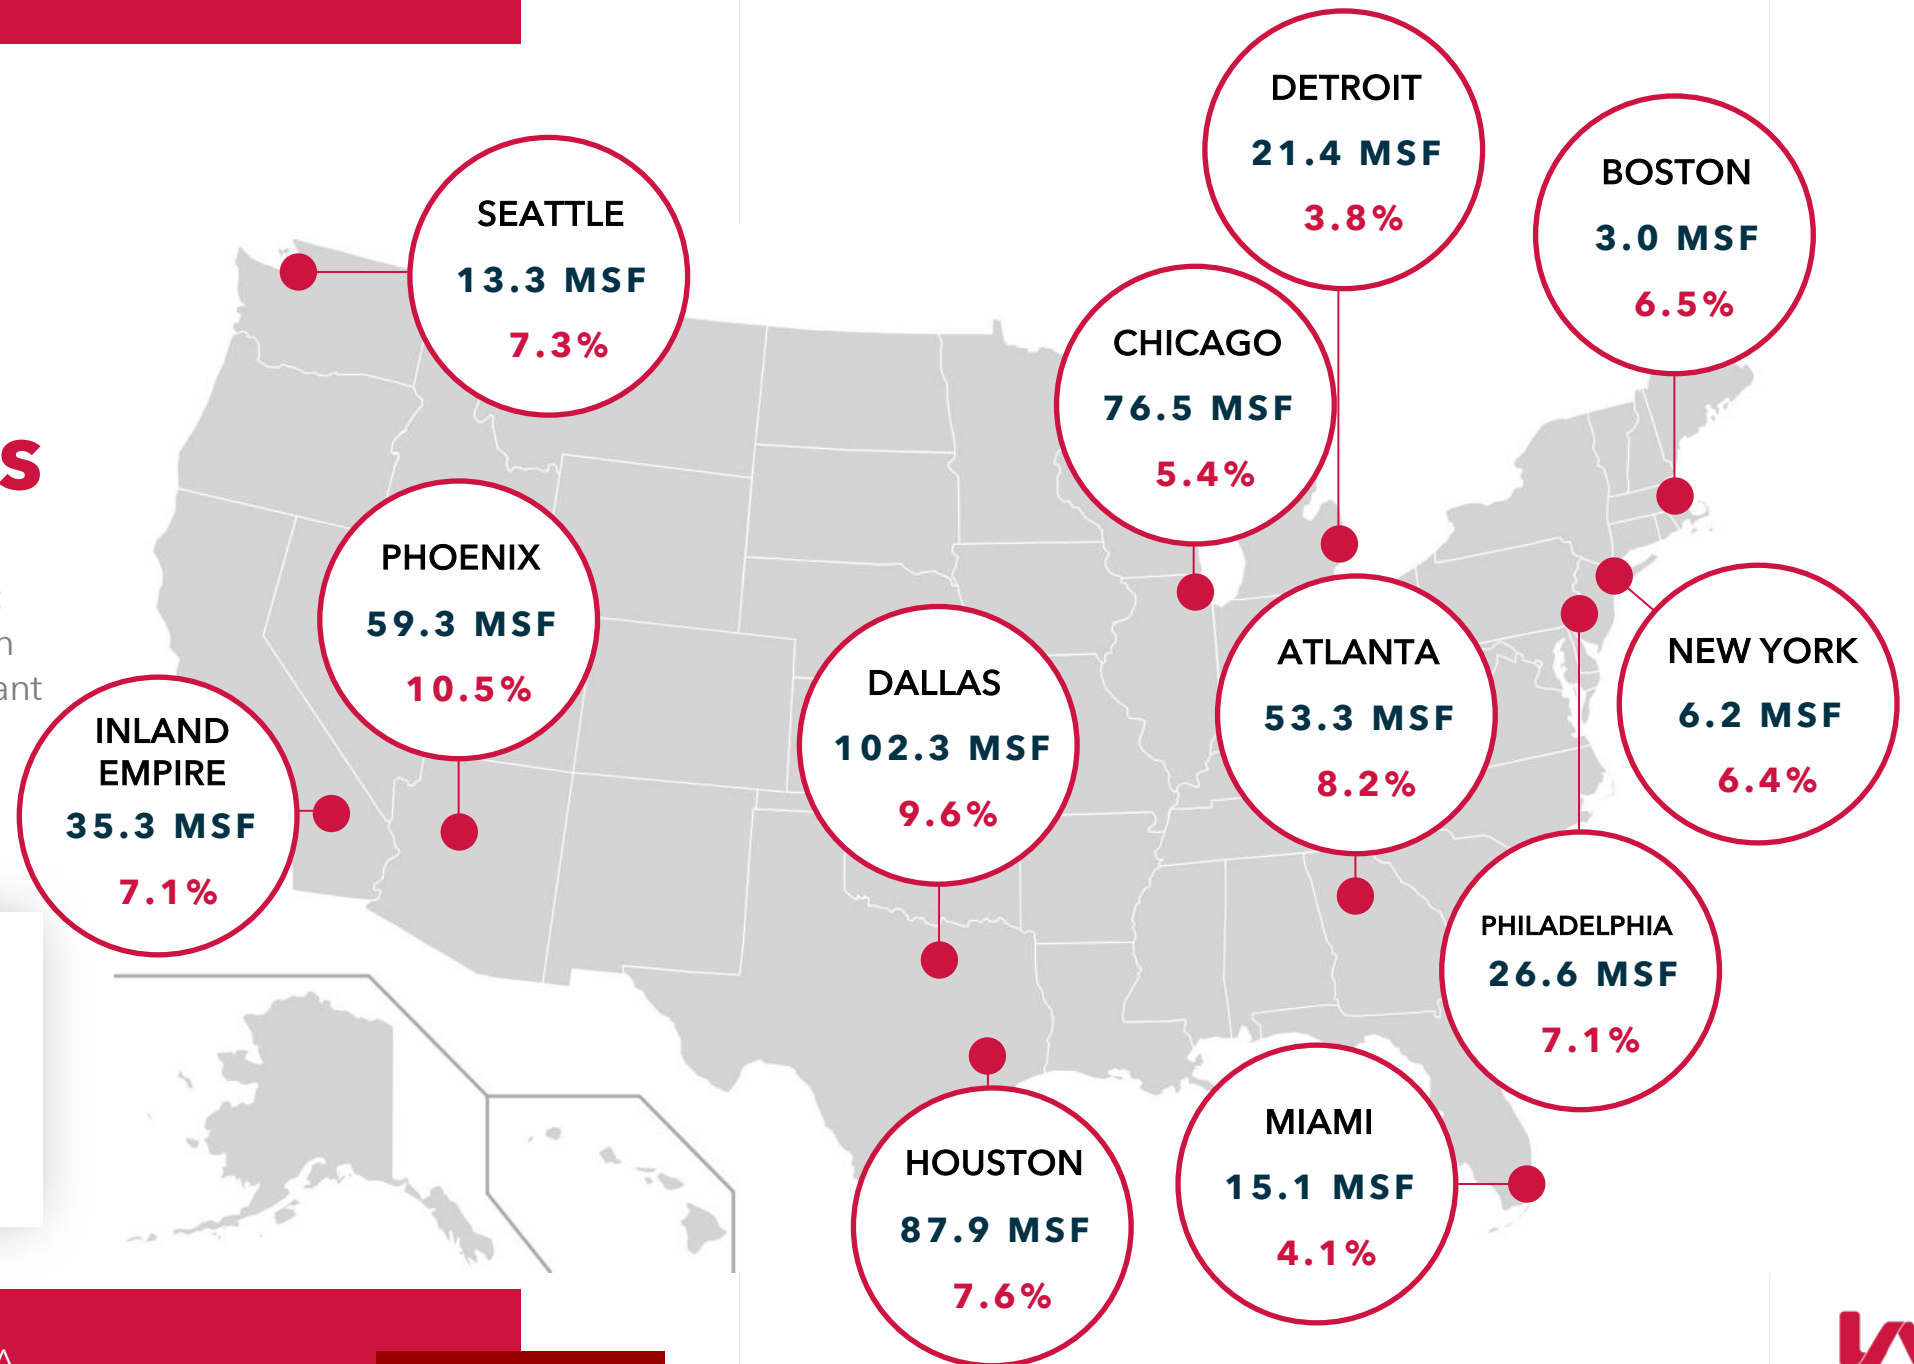 DETROIT
21.4 MSF
3.8%
BOSTON
3.0 MSF
6.5%
SEATTLE
13.3 MSF
7.3%
CHICAGO
76.5 MSF
5.4%
PHOENIX
59.3 MSF
10.5%
ATLANTA
53.3 MSF
8.2%
NEW YORK
6.2 MSF
6.4%
DALLAS
102.3 MSF
9.6%
INLAND
EMPIRE
35.3 MSF
7.1%
PHILADELPHIA
26.6 MSF
7.1%
MIAMI
15.1 MSF
4.1%
HOUSTON
87.9 MSF
7.6%